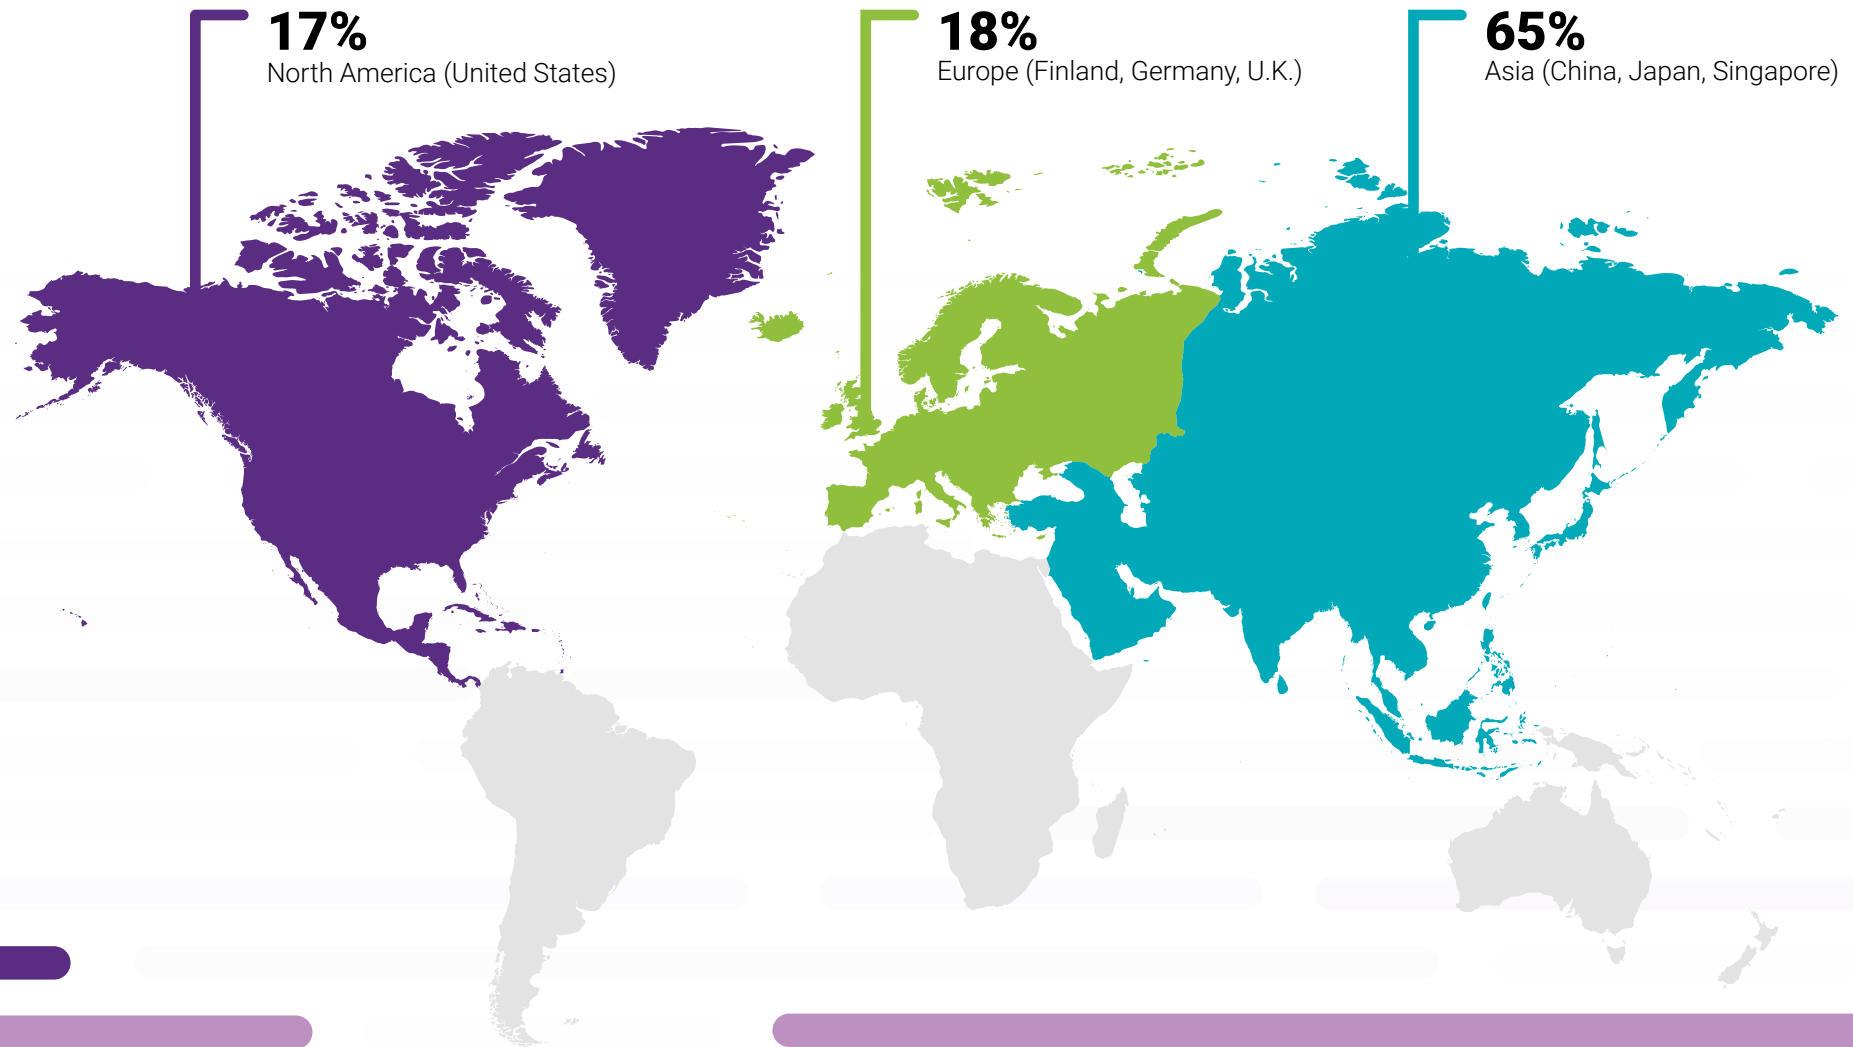 17%
North America (United States)
18%
Europe (Finland, Germany, U.K.)
65%
Asia (China, Japan, Singapore)